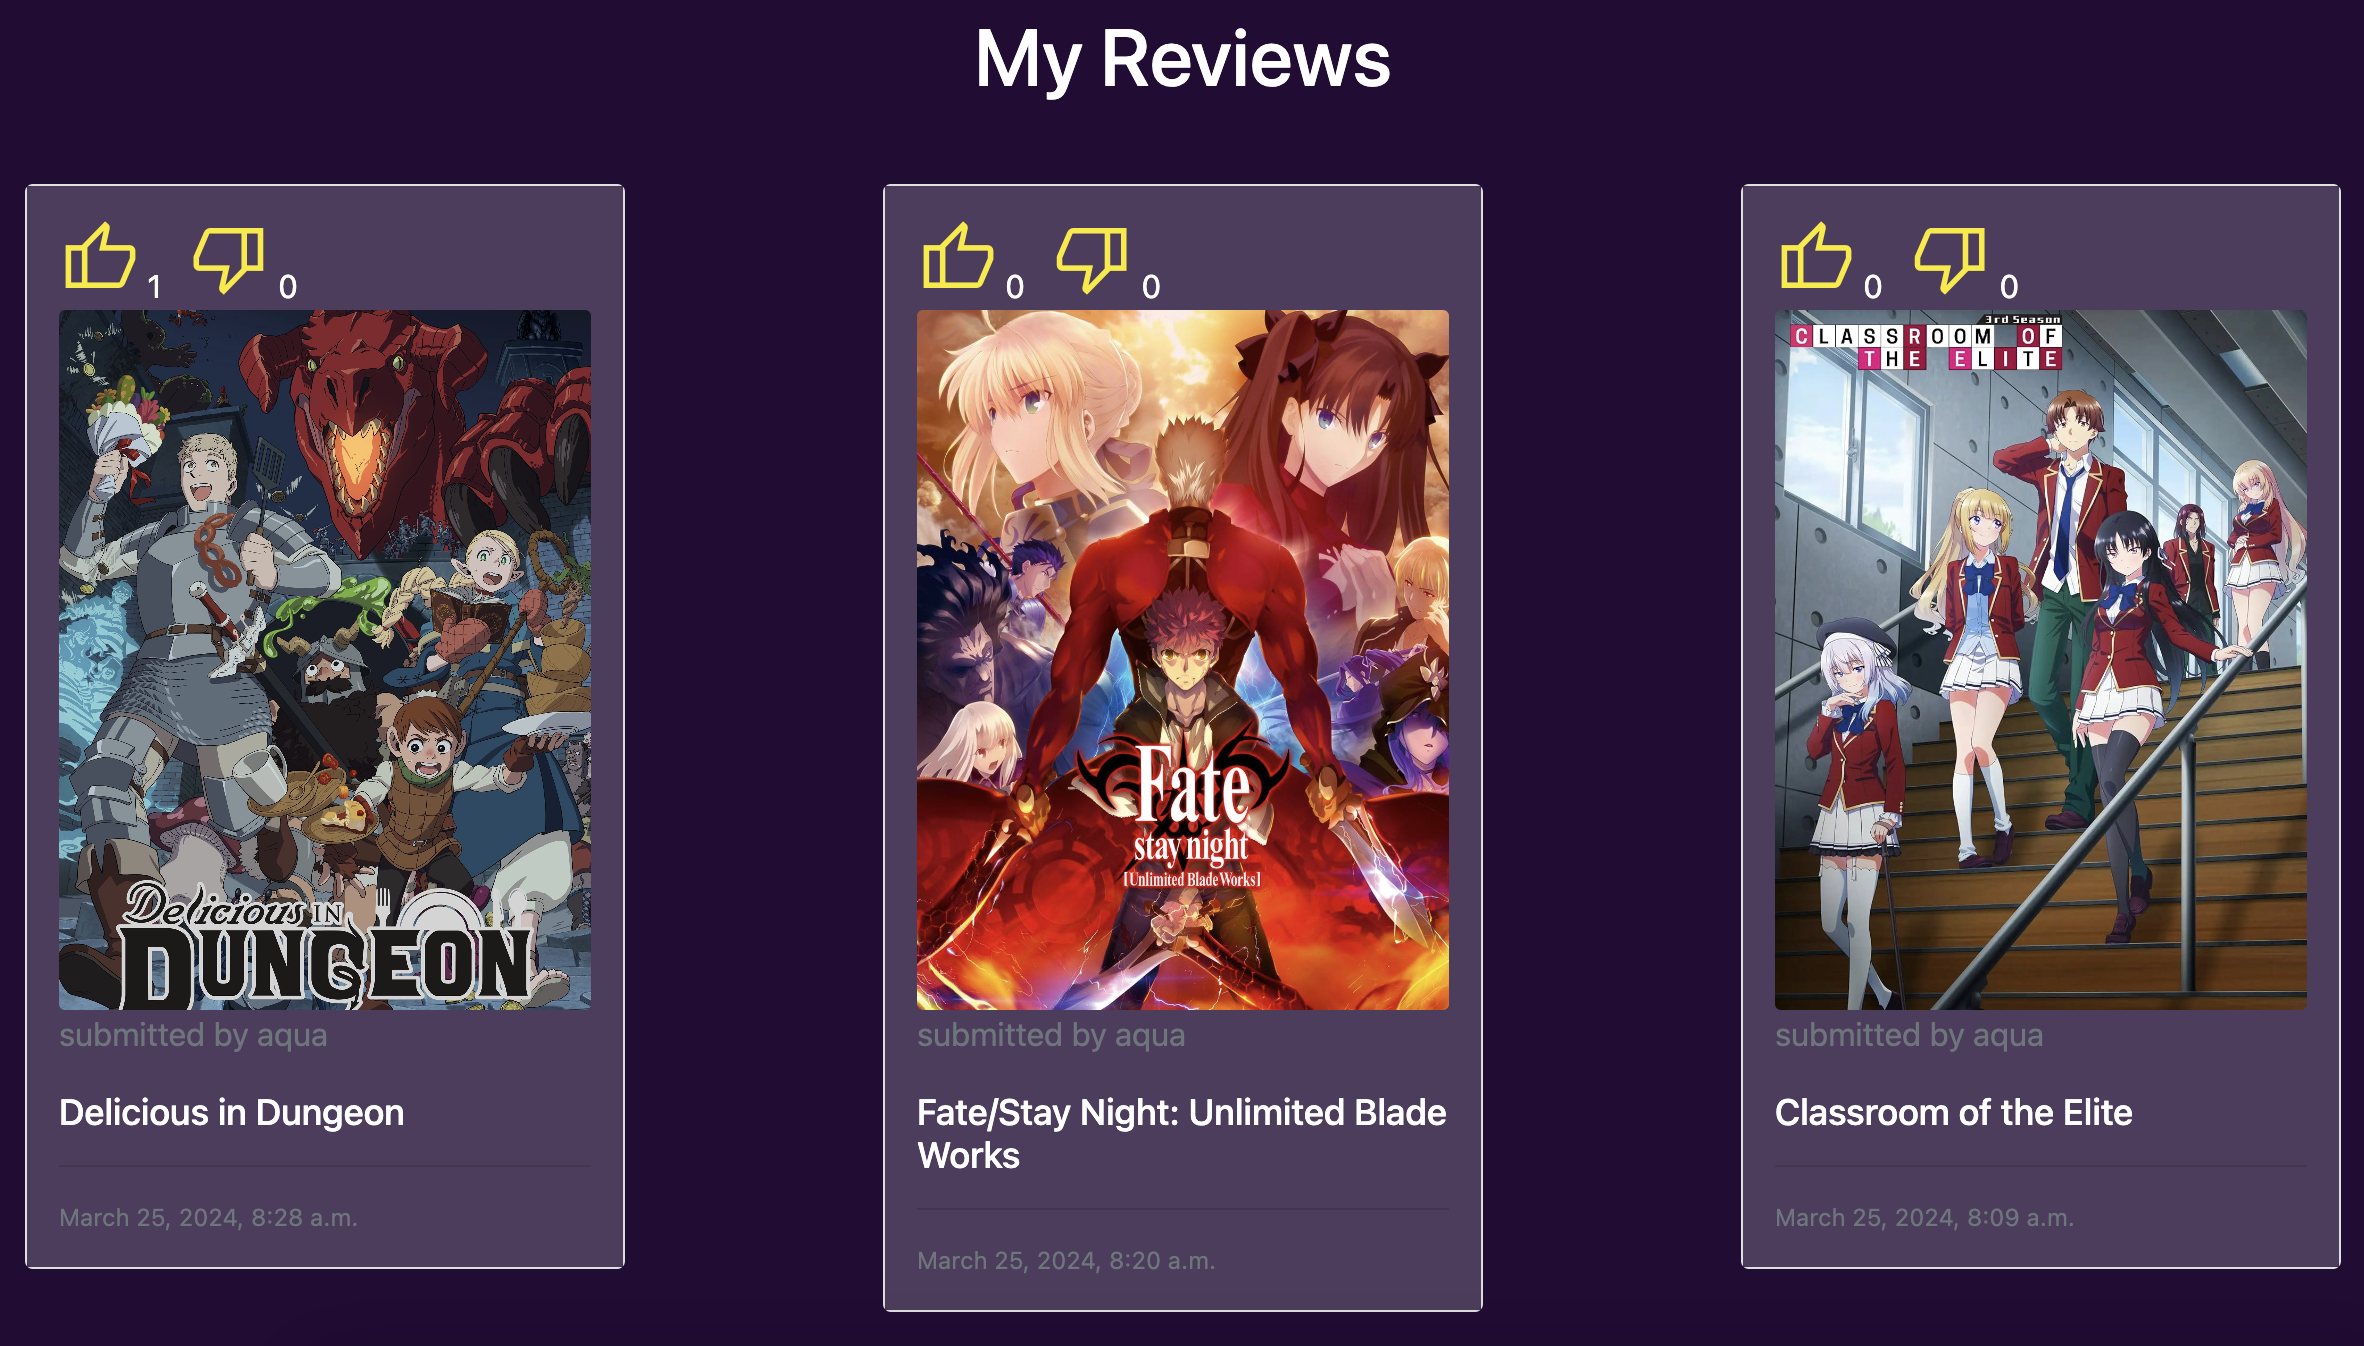 My Reviews
1 0
Delicious IN
DUNGEON
submitted by aqua
Delicious in Dungeon
March 25, 2024, 8:28 a.m.
0 0
Fate
stay night
[Unlimited Blade Works]
submitted by aqua
Fate/Stay Night: Unlimited Blade
Works
March 25, 2024, 8:20 a.m.
0 0
3rd Season
CLASSROOM OF
THE ELITE
submitted by aqua
Classroom of the Elite
March 25, 2024, 8:09 a.m.